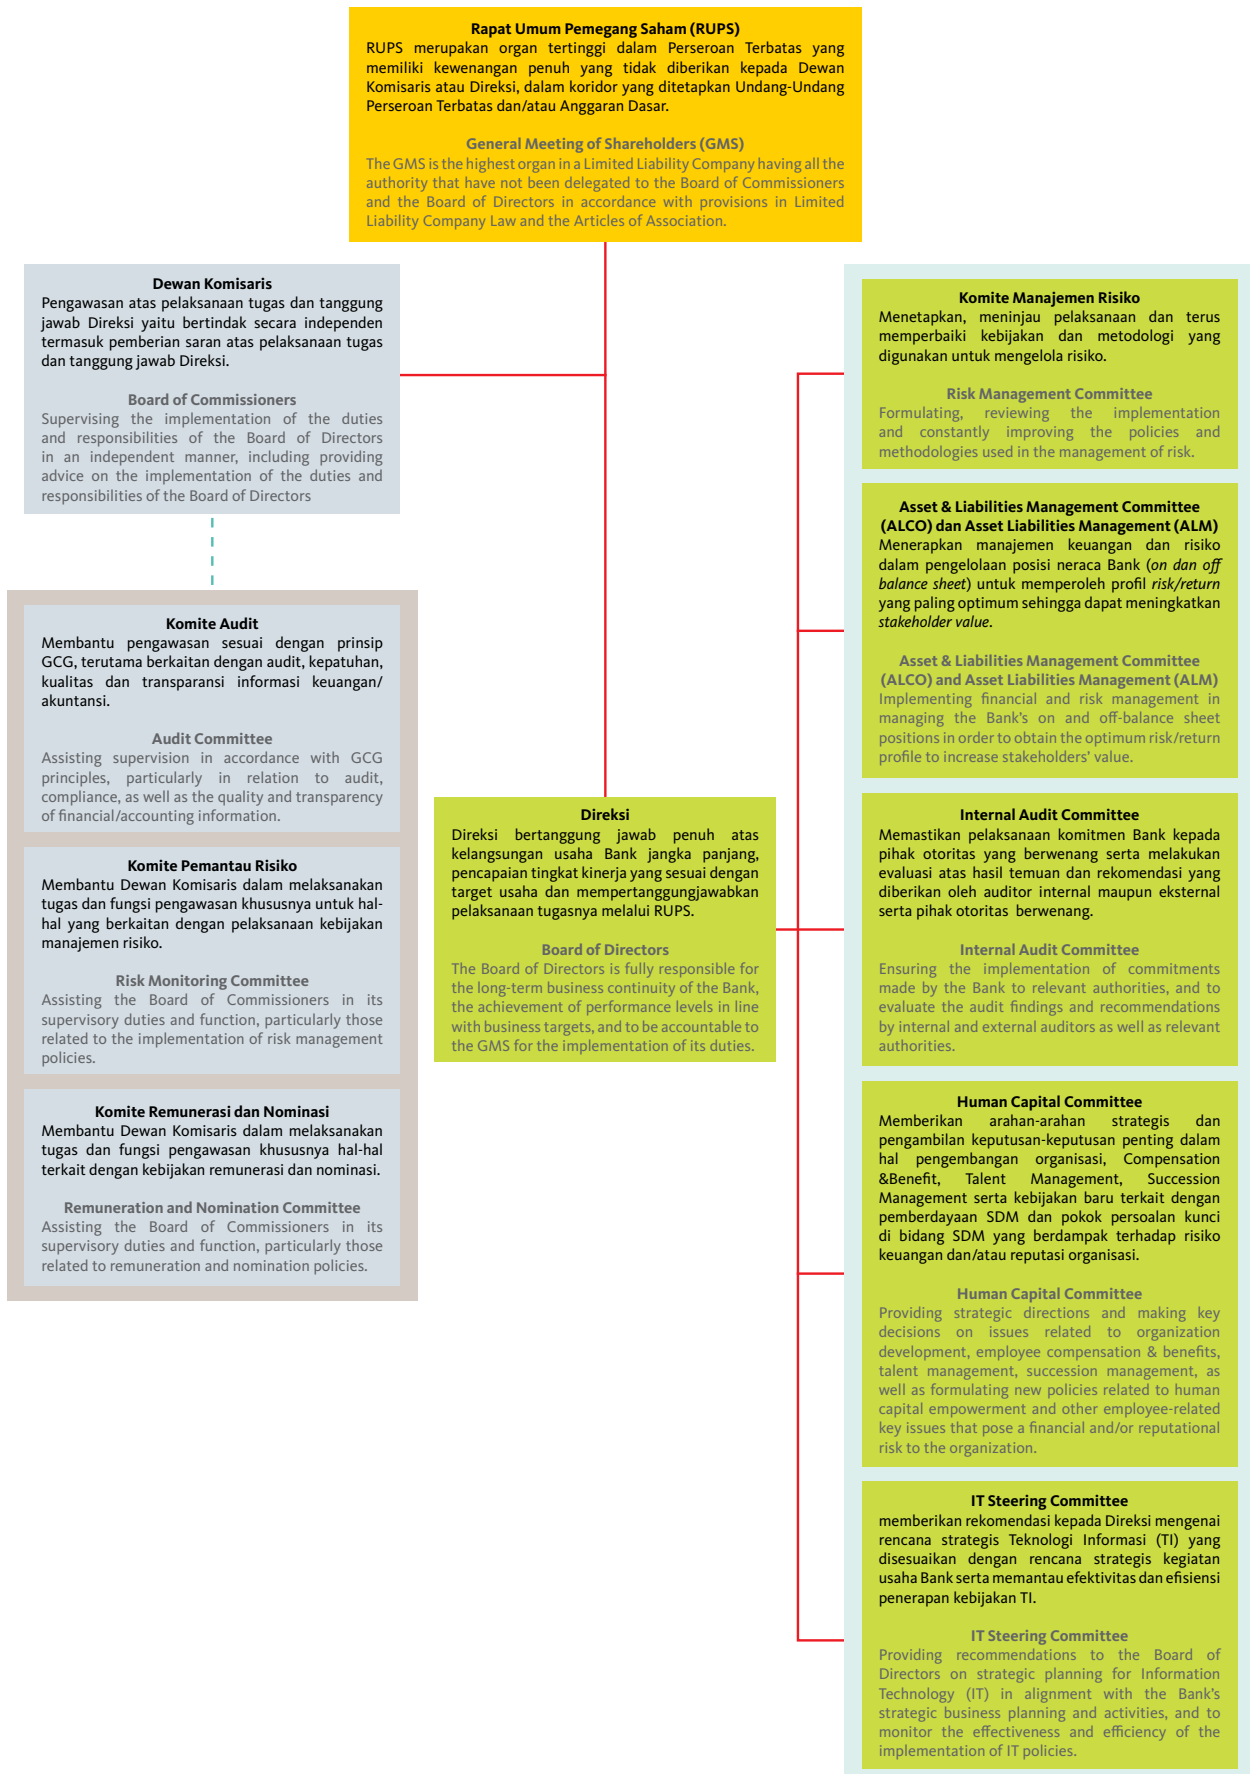 Rapat Umum Pemegang Saham (RUPS)
RUPS merupakan organ tertinggi dalam Perseroan Terbatas yang
memiliki kewenangan penuh yang tidak diberikan kepada Dewan
Komisaris atau Direksi, dalam koridor yang ditetapkan Undang-Undang
Perseroan Terbatas dan/atau Anggaran Dasar.
General Meeting of Shareholders (GMS)
The GMS is the highest organ in a Limited Liability Company having all the
authority that have not been delegated to the Board of Commissioners
and the Board of Directors in accordance with provisions in Limited
Liability Company Law and the Articles of Association.
Dewan Komisaris
Pengawasan atas pelaksanaan tugas dan tanggung
jawab Direksi yaitu bertindak secara independen
termasuk pemberian saran atas pelaksanaan tugas
dan tanggung jawab Direksi.
Board of Commissioners
Supervising the implementation of the duties
and responsibilities of the Board of Directors
in an independent manner, including providing
advice on the implementation of the duties and
responsibilities of the Board of Directors
Komite Audit
Membantu pengawasan sesuai dengan prinsip
GCG, terutama berkaitan dengan audit, kepatuhan,
kualitas dan transparansi informasi keuangan/
akuntansi.
Audit Committee
Assisting supervision in accordance with GCG
principles, particularly in relation to audit,
compliance, as well as the quality and transparency
of financial/accounting information.
Komite Pemantau Risiko
Membantu Dewan Komisaris dalam melaksanakan
tugas dan fungsi pengawasan khususnya untuk hal-
hal yang berkaitan dengan pelaksanaan kebijakan
manajemen risiko.
Risk Monitoring Committee
Assisting the Board of Commissioners in its
supervisory duties and function, particularly those
related to the implementation of risk management
policies.
Komite Remunerasi dan Nominasi
Membantu Dewan Komisaris dalam melaksanakan
tugas dan fungsi pengawasan khususnya hal-hal
terkait dengan kebijakan remunerasi dan nominasi.
Remuneration and Nomination Committee
Assisting the Board of Commissioners in its
supervisory duties and function, particularly those
related to remuneration and nomination policies.
Direksi
Direksi bertanggung jawab penuh atas
kelangsungan usaha Bank jangka panjang,
pencapaian tingkat kinerja yang sesuai dengan
target usaha dan mempertanggungjawabkan
pelaksanaan tugasnya melalui RUPS.
Board of Directors
The Board of Directors is fully responsible for
the long-term business continuity of the Bank,
the achievement of performance levels in line
with business targets, and to be accountable to
the GMS for the implementation of its duties.
Komite Manajemen Risiko
Menetapkan, meninjau pelaksanaan dan terus
memperbaiki kebijakan dan metodologi yang
digunakan untuk mengelola risiko.
Risk Management Committee
Formulating, reviewing the implementation
and constantly improving the policies and
methodologies used in the management of risk.
Asset & Liabilities Management Committee
(ALCO) dan Asset Liabilities Management (ALM)
Menerapkan manajemen keuangan dan risiko
dalam pengelolaan posisi neraca Bank (on dan off
balance sheet) untuk memperoleh profil risk/return
yang paling optimum sehingga dapat meningkatkan
stakeholder value.
Asset & Liabilities Management Committee
(ALCO) and Asset Liabilities Management (ALM)
Implementing financial and risk management in
managing the Bank's on and off-balance sheet
positions in order to obtain the optimum risk/return
profile to increase stakeholders' value.
Internal Audit Committee
Memastikan pelaksanaan komitmen Bank kepada
pihak otoritas yang berwenang serta melakukan
evaluasi atas hasil temuan dan rekomendasi yang
diberikan oleh auditor internal maupun eksternal
serta pihak otoritas berwenang.
Internal Audit Committee
Ensuring the implementation of commitments
made by the Bank to relevant authorities, and to
evaluate the audit findings and recommendations
by internal and external auditors as well as relevant
authorities.
Human Capital Committee
Memberikan arahan-arahan strategis dan
pengambilan keputusan-keputusan penting dalam
hal pengembangan organisasi, Compensation
&Benefit, Talent Management, Succession
Management serta kebijakan baru terkait dengan
pemberdayaan SDM dan pokok persoalan kunci
di bidang SDM yang berdampak terhadap risiko
keuangan dan/atau reputasi organisasi.
Human Capital Committee
Providing strategic directions and making key
decisions on issues related to organization
development, employee compensation & benefits,
talent management, succession management, as
well as formulating new policies related to human
capital empowerment and other employee-related
key issues that pose a financial and/or reputational
risk to the organization.
IT Steering Committee
memberikan rekomendasi kepada Direksi mengenai
rencana strategis Teknologi Informasi (TI) yang
disesuaikan dengan rencana strategis kegiatan
usaha Bank serta memantau efektivitas dan efisiensi
penerapan kebijakan TI.
IT Steering Committee
Providing recommendations to the Board of
Directors on strategic planning for Information
Technology (IT) in alignment with the Bank's
strategic business planning and activities, and to
monitor the effectiveness and efficiency of the
implementation of IT policies.